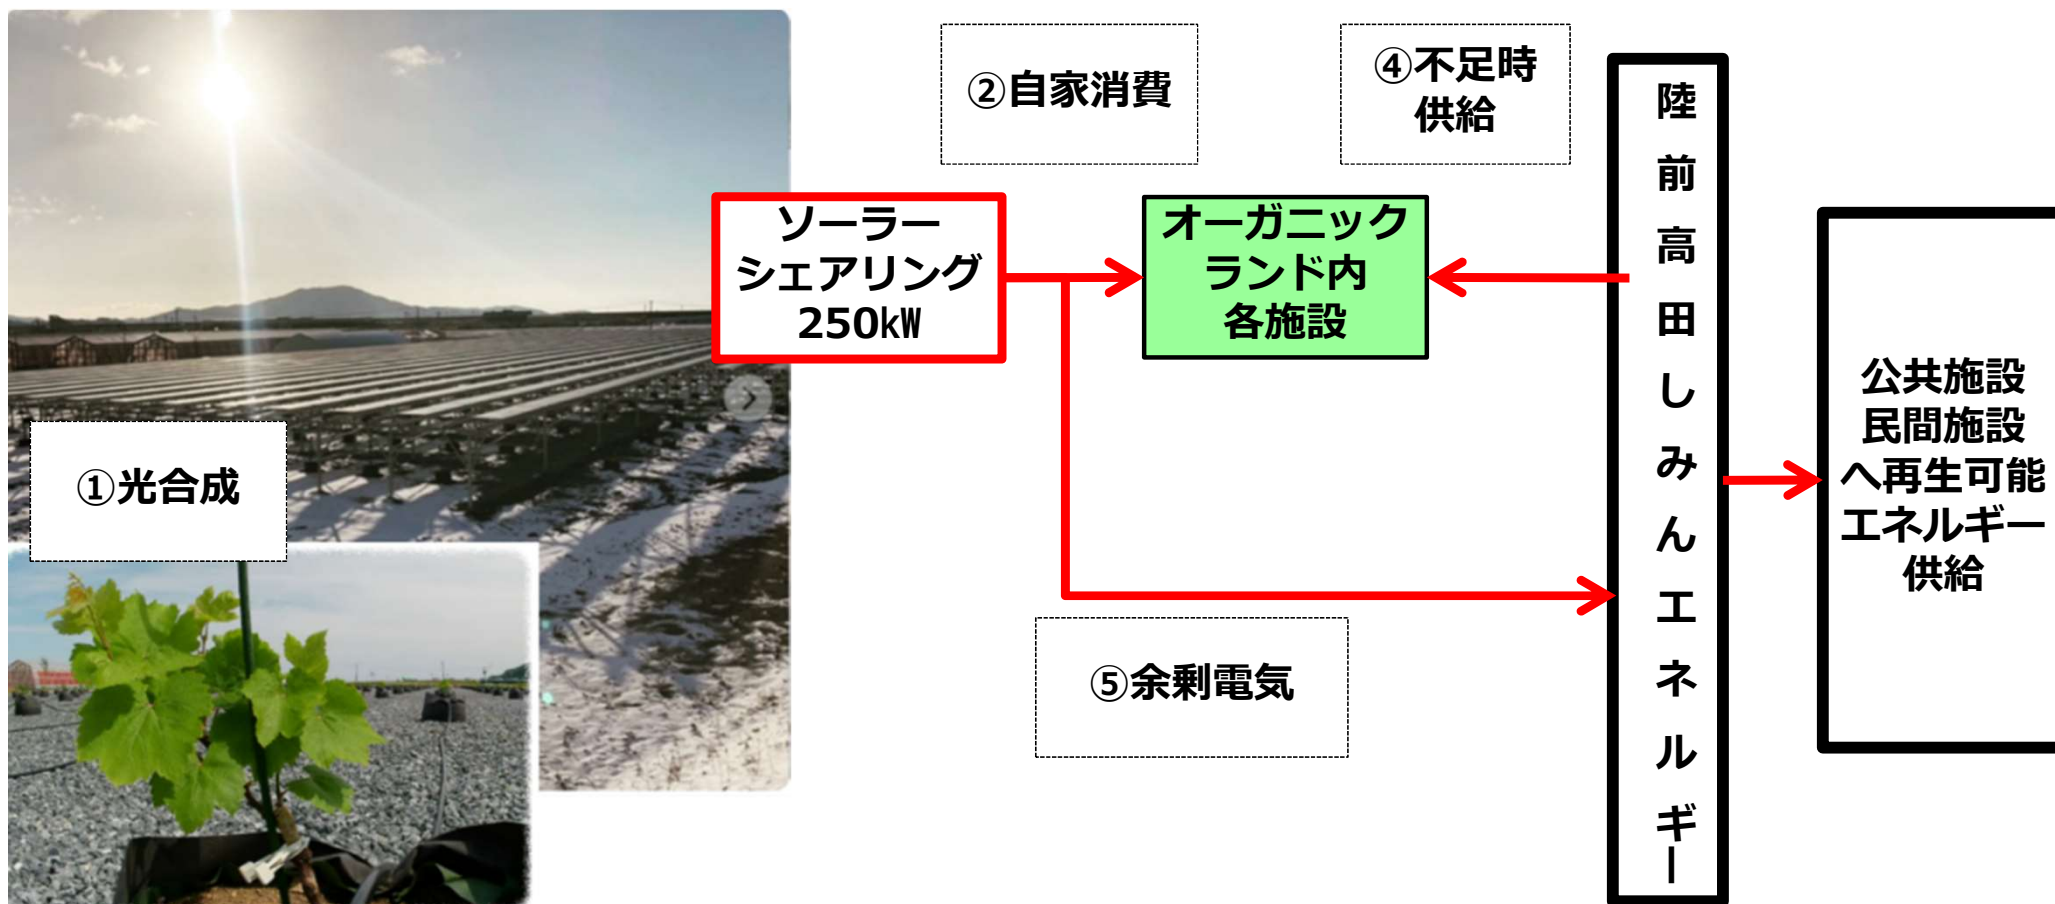 ②自家消費
④不足時
供給
ソーラー
シェアリング
250kW
オーガニック
ランド内
各施設
陸前高田しみんエネルギー
公共施設
民間施設
へ再生可能
エネルギー
供給
①光合成
⑤余剰電気